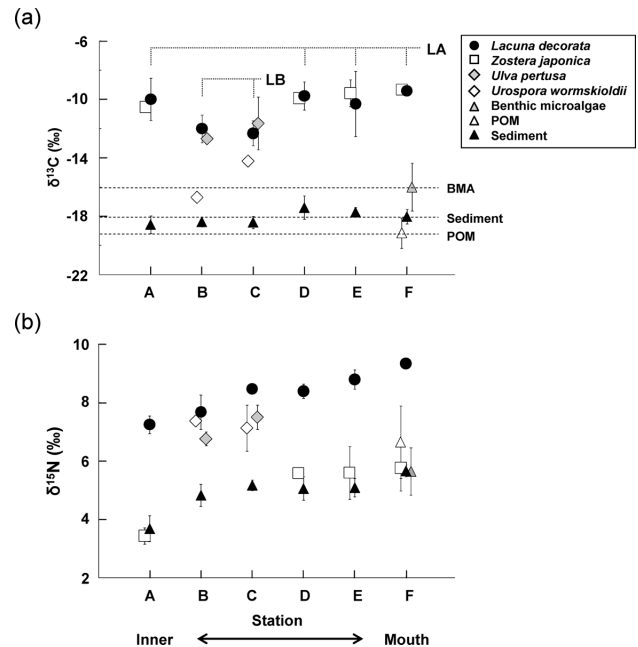 (a)
-6
-10
-14
-18
-22
δ¹³C (‰)
LA
LB
BMA
Sediment
POM
A B C D E F
Lacuna decorata
Zostera japonica
Ulva pertusa
Urospora wormskioldii
Benthic microalgae
POM
Sediment
(b)
10
8
6
4
2
δ¹⁵N (‰)
A B C D E F
Station
Inner Mouth